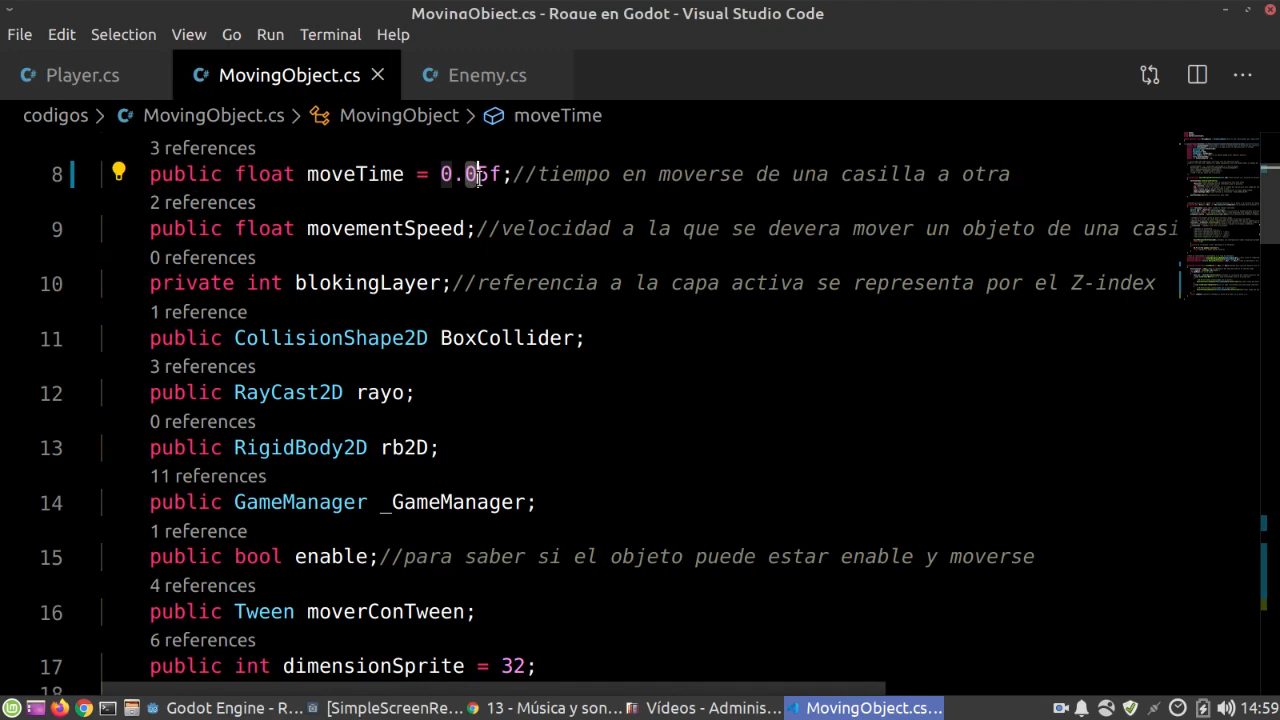 MovingObject.cs - Rogue en Godot - Visual Studio Code
File Edit Selection View Go Run Terminal Help
C# Player.cs C# MovingObject.cs C# Enemy.cs
codigos > C# MovingObject.cs > MovingObject > moveTime
3 references
8 public float moveTime = 0.05f;//tiempo en moverse de una casilla a otra
2 references
9 public float movementSpeed;//velocidad a la que se devera mover un objeto de una casi
0 references
10 private int blokingLayer;//referencia a la capa activa se representa por el Z-index
1 reference
11 public CollisionShape2D BoxCollider;
3 references
12 public RayCast2D rayo;
0 references
13 public RigidBody2D rb2D;
11 references
14 public GameManager _GameManager;
1 reference
15 public bool enable;//para saber si el objeto puede estar enable y moverse
4 references
16 public Tween moverConTween;
6 references
17 public int dimensionSprite = 32;
18
Godot Engine - R... [SimpleScreenRe... 13 - Música y son... Vídeos - Adminis... MovingObject.cs... 14:59